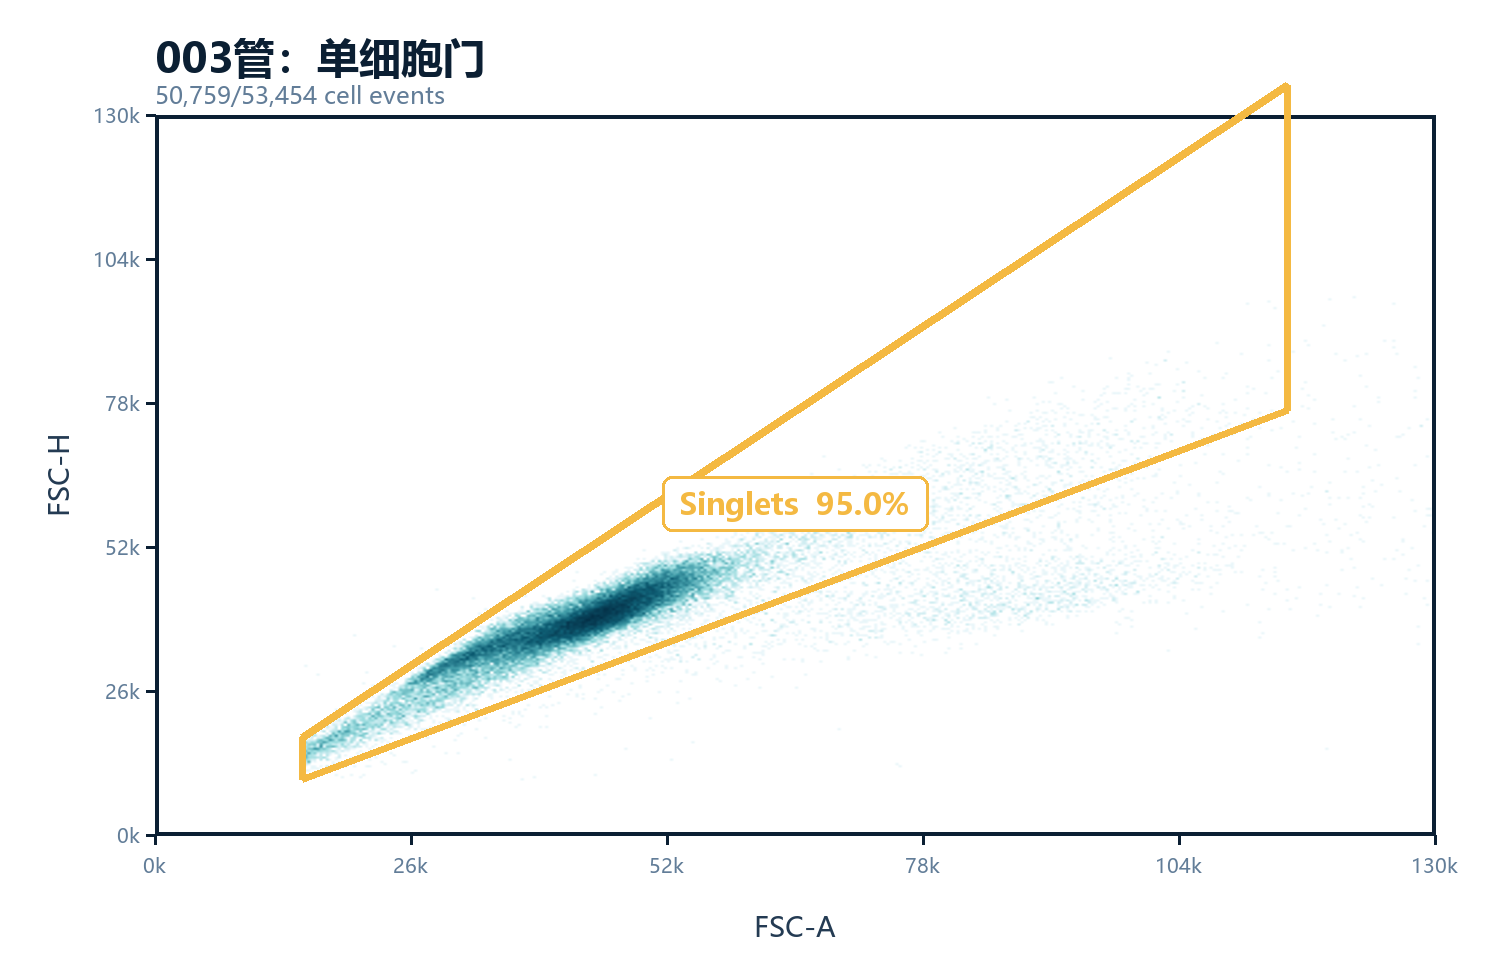 003管：单细胞门
50,759/53,454 cell events
130k
104k
78k
52k
26k
0k
FSC-H
Singlets 95.0%
0k 26k 52k 78k 104k 130k
FSC-A